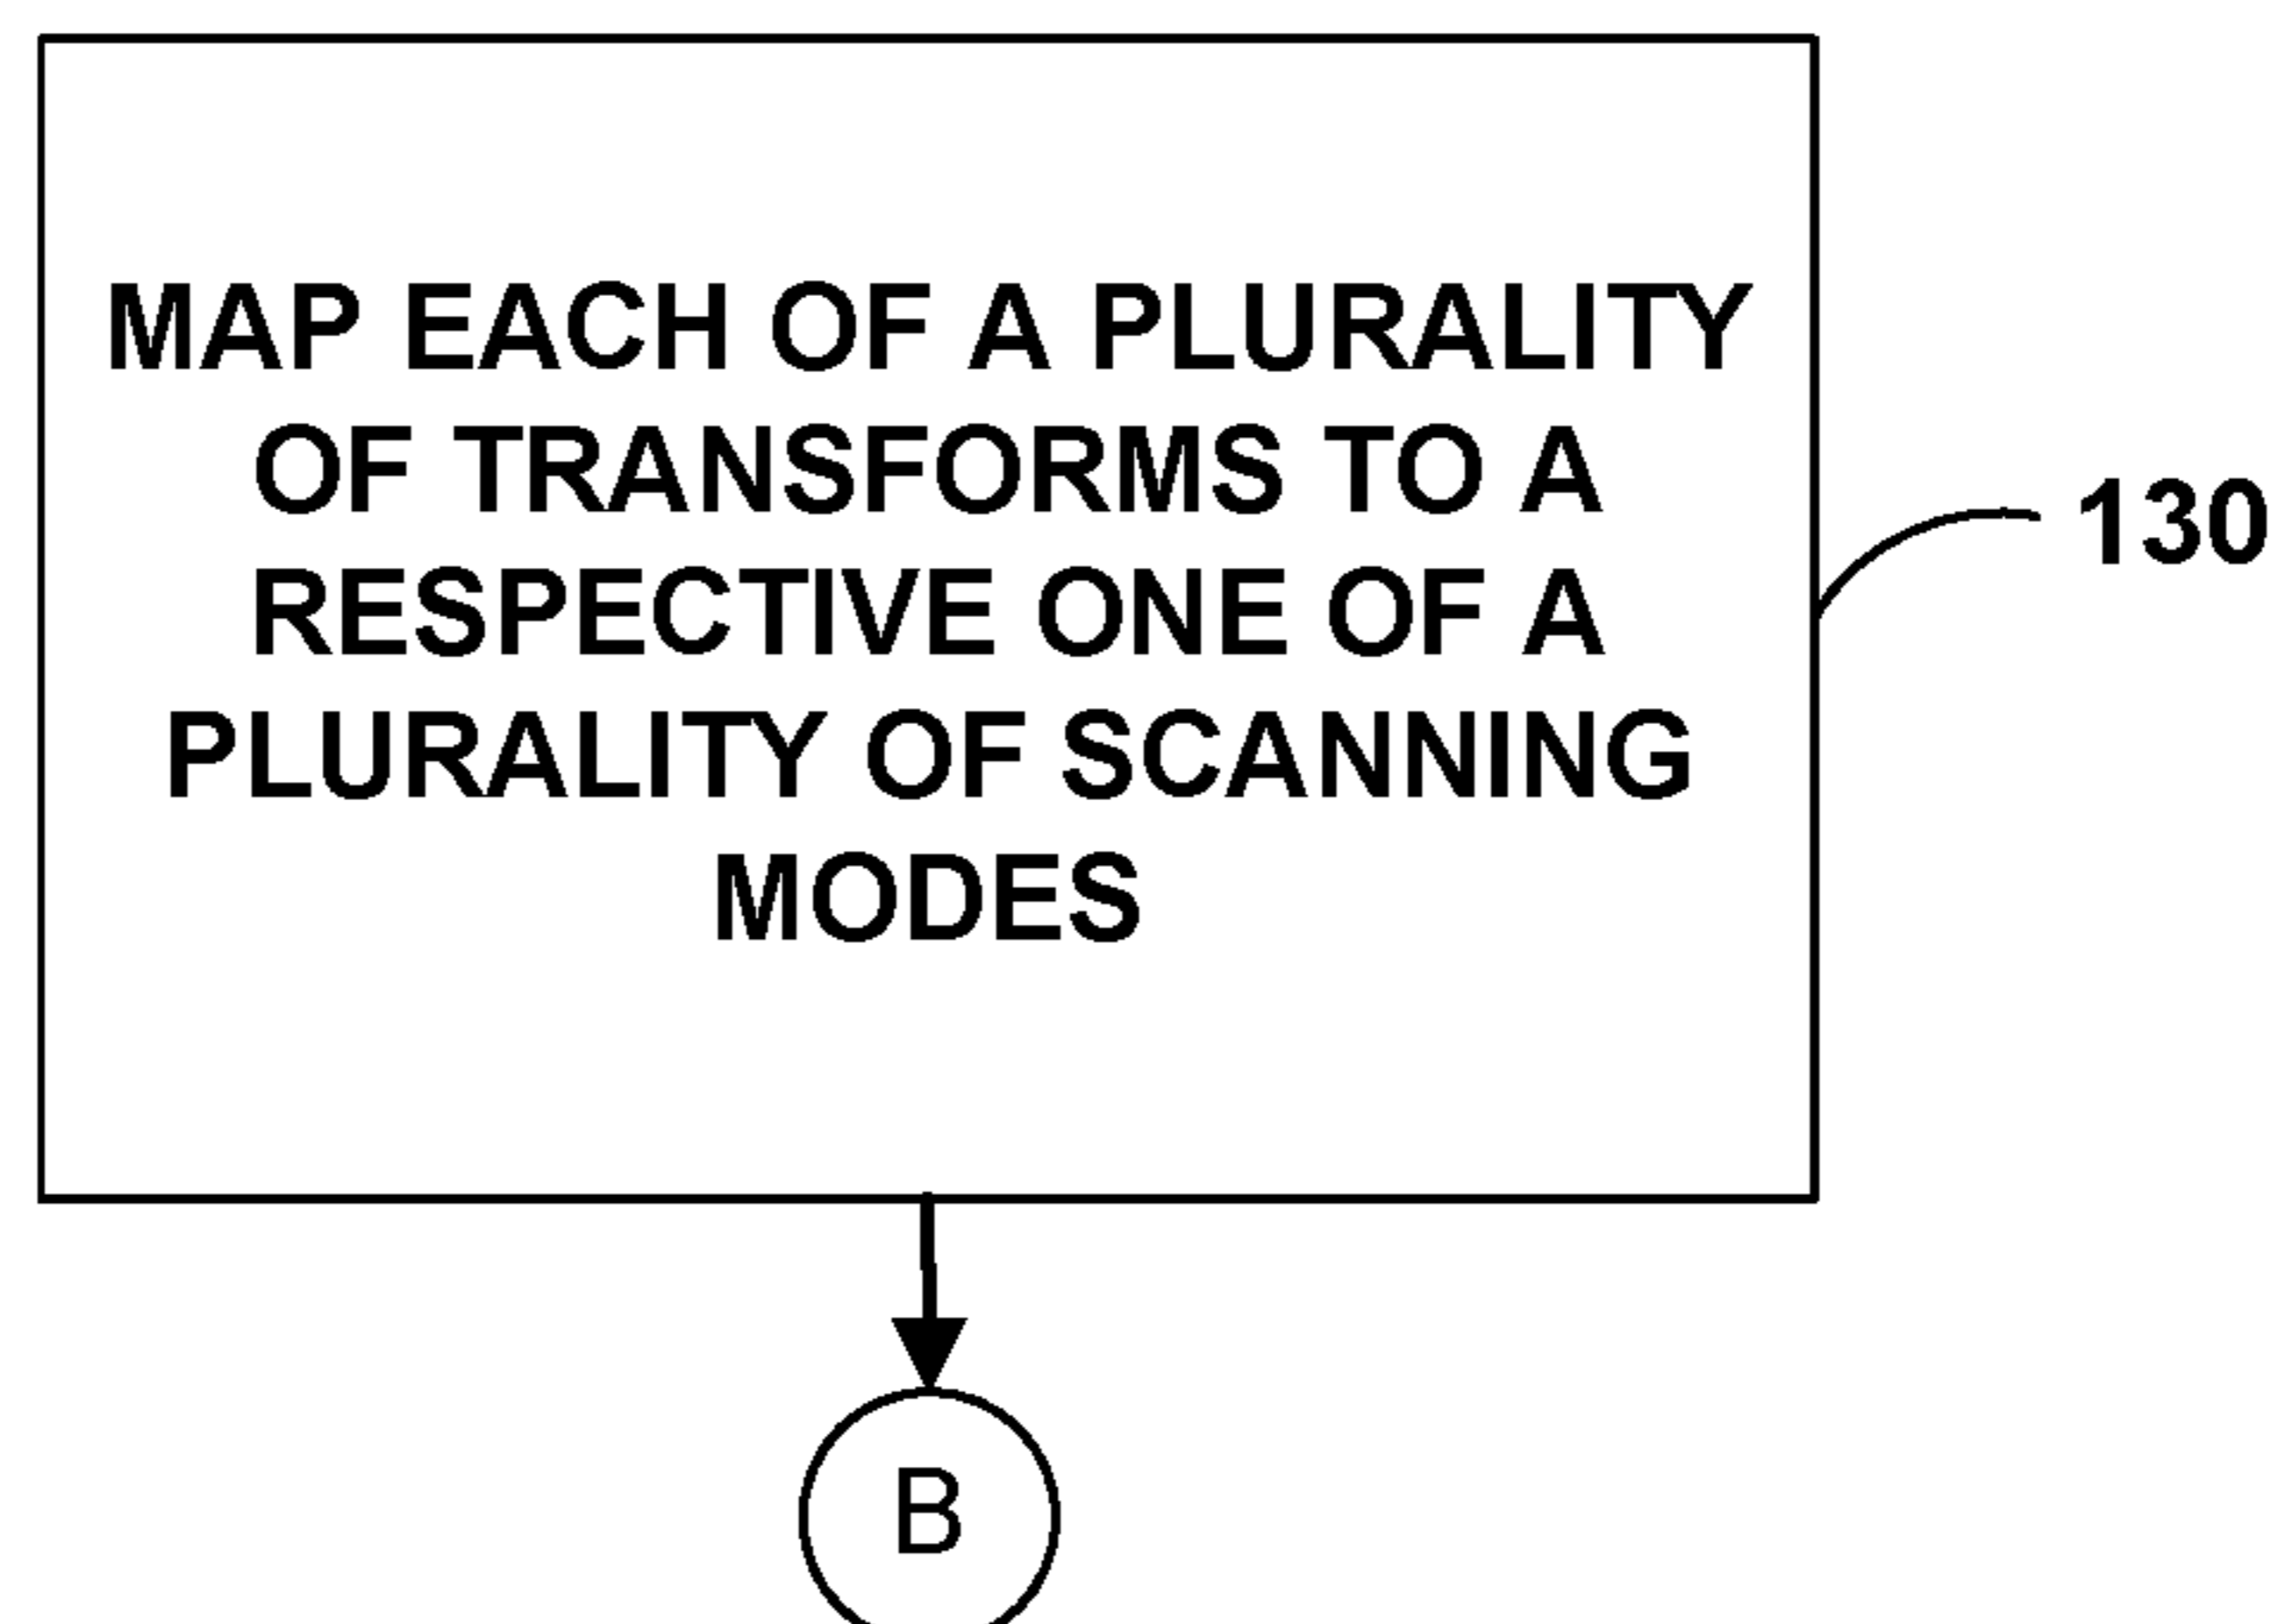 MAP EACH OF A PLURALITY
OF TRANSFORMS TO A
RESPECTIVE ONE OF A
PLURALITY OF SCANNING
MODES
130
B